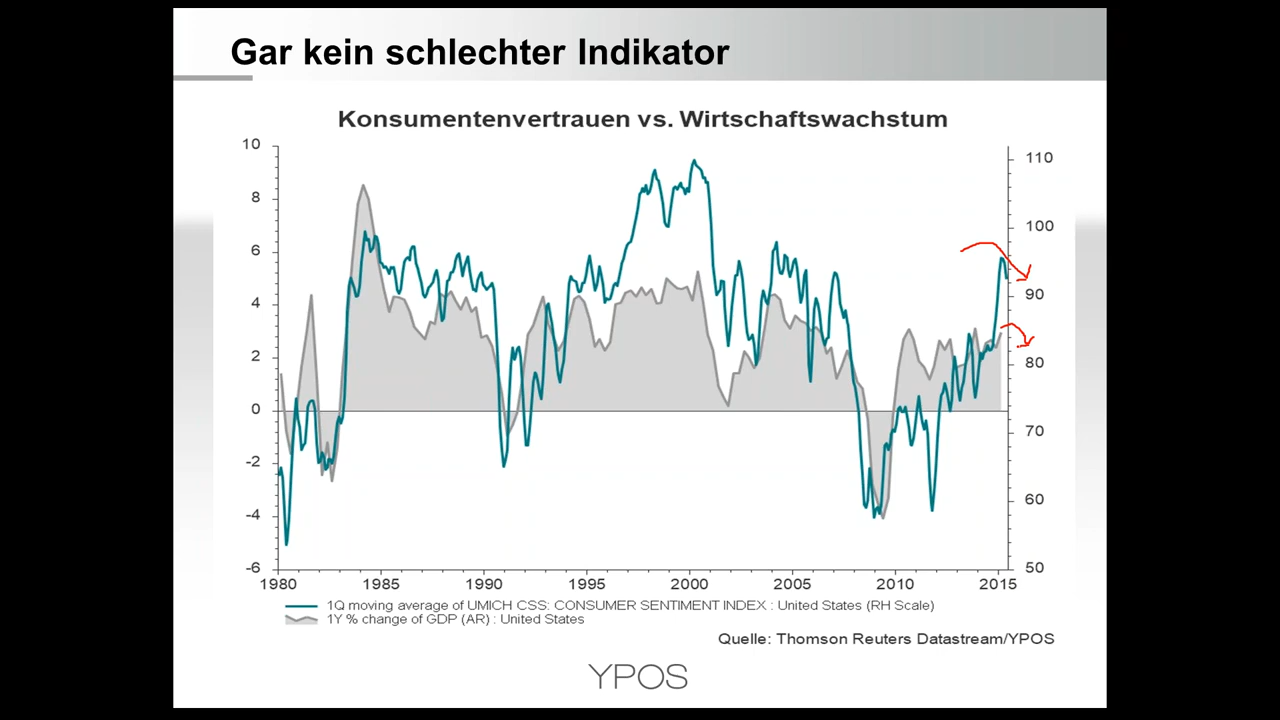 Gar kein schlechter Indikator
Konsumentenvertrauen vs. Wirtschaftswachstum
10
8
6
4
2
0
-2
-4
-6
110
100
90
80
70
60
50
1980 1985 1990 1995 2000 2005 2010 2015
1Q moving average of UMICH CSS: CONSUMER SENTIMENT INDEX : United States (RH Scale)
1Y % change of GDP (AR) : United States
Quelle: Thomson Reuters Datastream/YPOS
YPOS